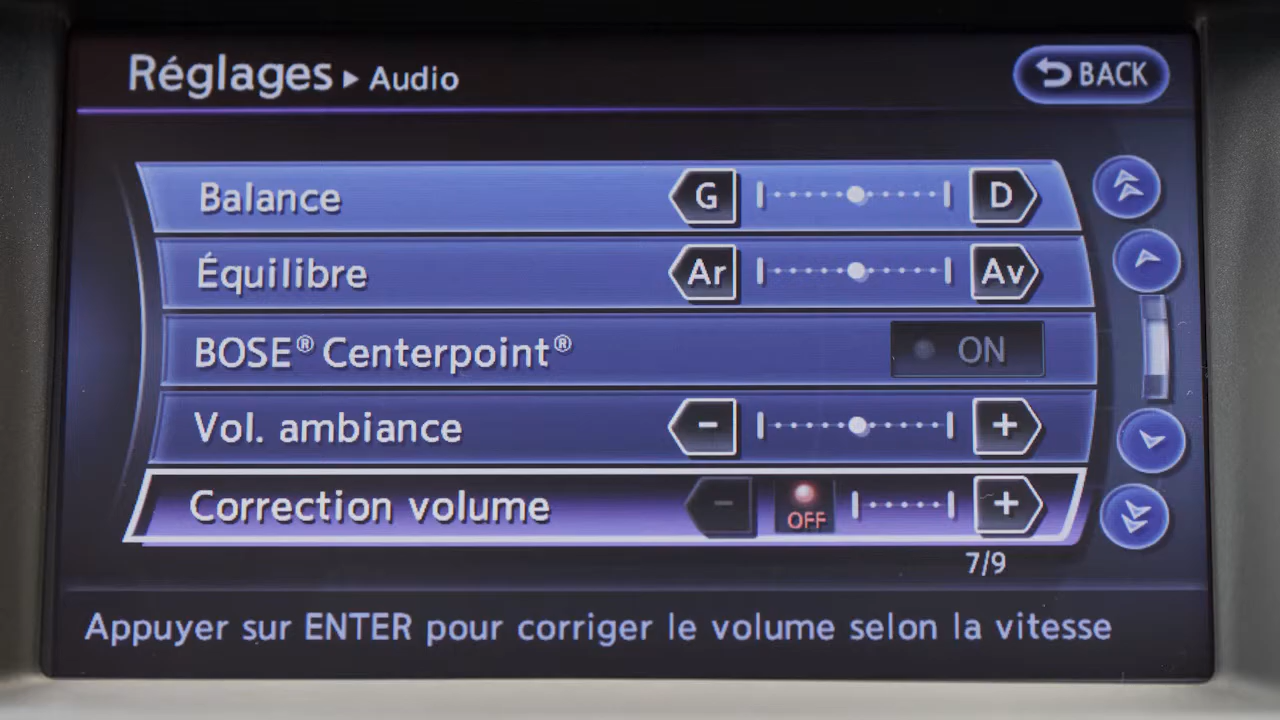 Réglages ▸ Audio
BACK
Balance G D
Équilibre Ar Av
BOSE® Centerpoint® ON
Vol. ambiance - +
Correction volume - OFF +
7/9
Appuyer sur ENTER pour corriger le volume selon la vitesse